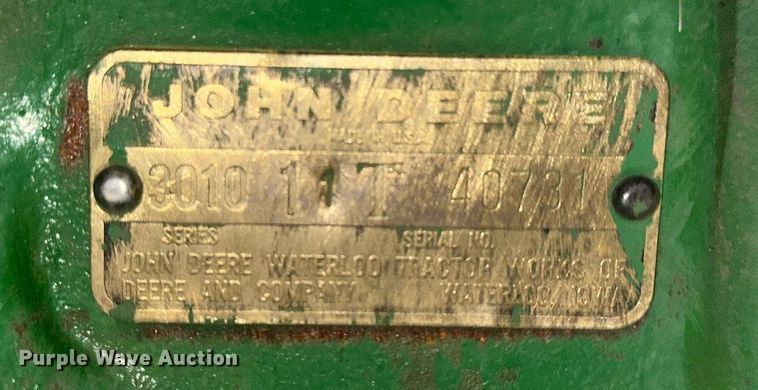 JOHN DEERE
3010 11 T 40731
SERIES SERIAL NO.
JOHN DEERE WATERLOO TRACTOR WORKS OF
DEERE AND COMPANY WATERLOO, IOWA
Purple Wave Auction